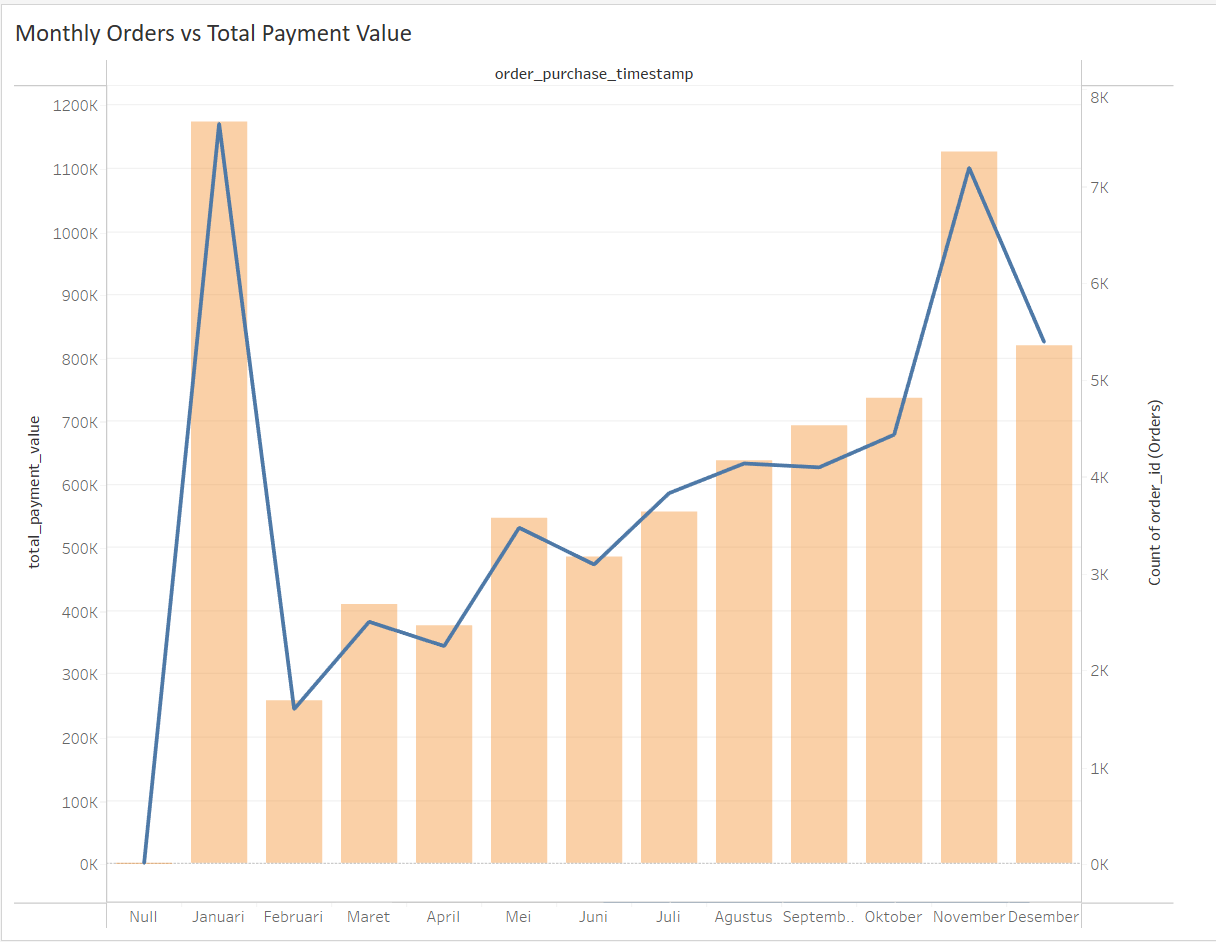 Monthly Orders vs Total Payment Value
order_purchase_timestamp
total_payment_value
1200K
1100K
1000K
900K
800K
700K
600K
500K
400K
300K
200K
100K
0K
8K
7K
6K
5K
4K
3K
2K
1K
0K
Count of order_id (Orders)
Null Januari Februari Maret April Mei Juni Juli Agustus Septemb.. Oktober November Desember